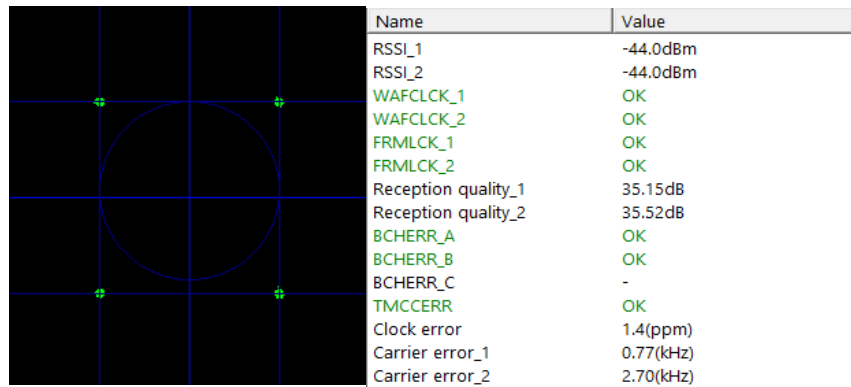 Name Value
RSSI_1 -44.0dBm
RSSI_2 -44.0dBm
WAFCLCK_1 OK
WAFCLCK_2 OK
FRMLCK_1 OK
FRMLCK_2 OK
Reception quality_1 35.15dB
Reception quality_2 35.52dB
BCHERR_A OK
BCHERR_B OK
BCHERR_C -
TMCCERR OK
Clock error 1.4(ppm)
Carrier error_1 0.77(kHz)
Carrier error_2 2.70(kHz)